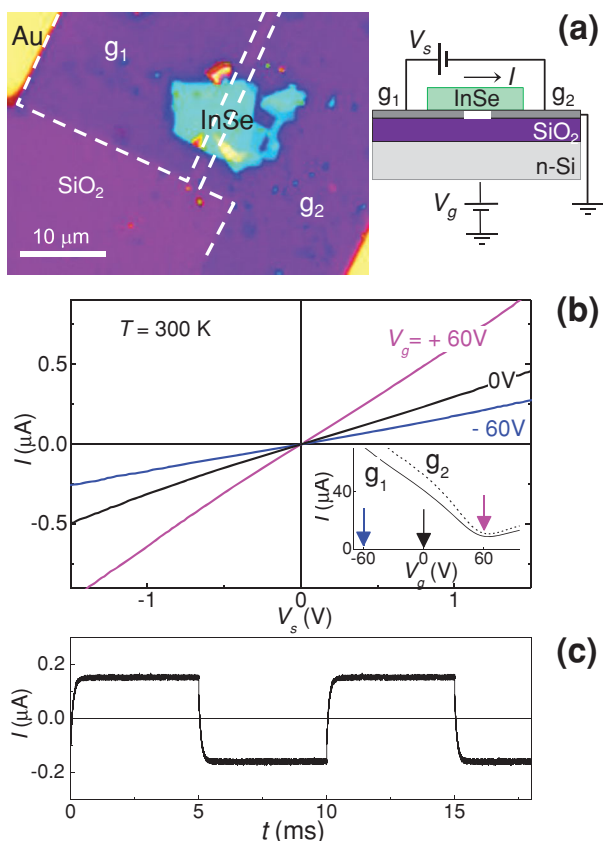 (a)
Au
g1
InSe
SiO2
g2
10 μm
Vs
I
g1
InSe
g2
SiO2
n-Si
Vg
(b)
T = 300 K
Vg= + 60V
0V
- 60V
I (μA)
0.5
0.0
-0.5
-1
0
1
Vs (V)
g1
g2
I (μA)
40
0
-60
0
60
Vg (V)
(c)
I (μA)
0.2
0.0
-0.2
0
5
10
15
t (ms)